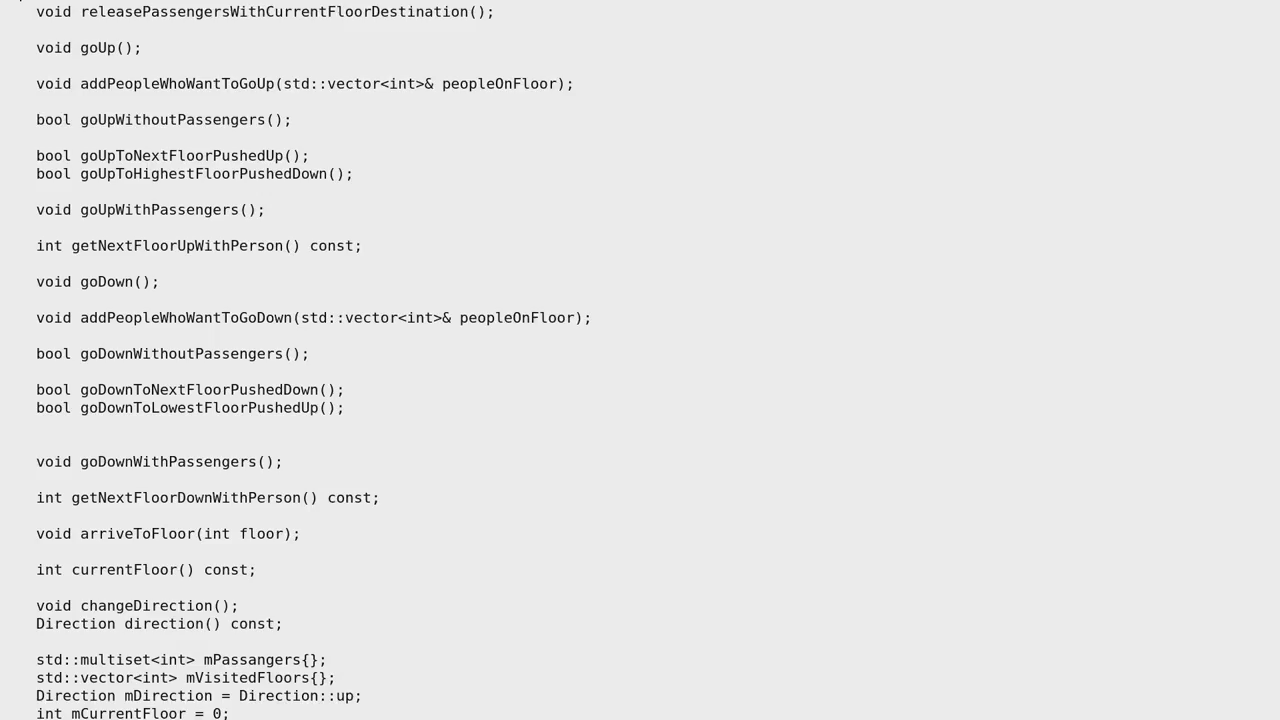 void releasePassengersWithCurrentFloorDestination();
void goUp();
void addPeopleWhoWantToGoUp(std::vector<int>& peopleOnFloor);
bool goUpWithoutPassengers();
bool goUpToNextFloorPushedUp();
bool goUpToHighestFloorPushedDown();
void goUpWithPassengers();
int getNextFloorUpWithPerson() const;
void goDown();
void addPeopleWhoWantToGoDown(std::vector<int>& peopleOnFloor);
bool goDownWithoutPassengers();
bool goDownToNextFloorPushedDown();
bool goDownToLowestFloorPushedUp();
void goDownWithPassengers();
int getNextFloorDownWithPerson() const;
void arriveToFloor(int floor);
int currentFloor() const;
void changeDirection();
Direction direction() const;
std::multiset<int> mPassangers{};
std::vector<int> mVisitedFloors{};
Direction mDirection = Direction::up;
int mCurrentFloor = 0;